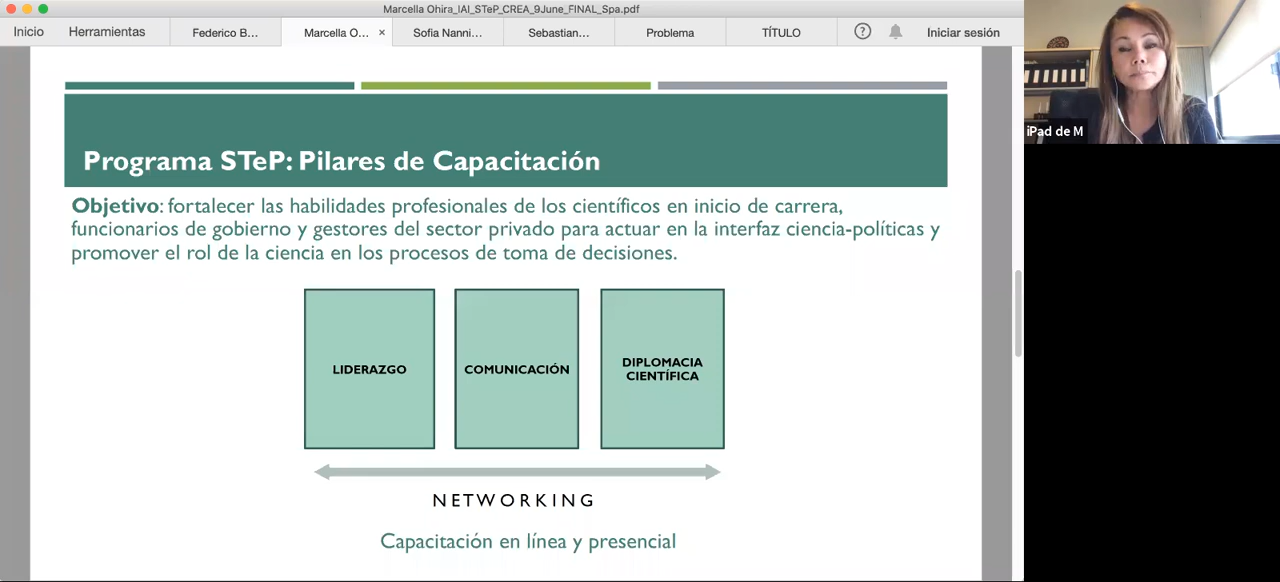 Marcella Ohira_IAI_STeP_CREA_9June_FINAL_Spa.pdf
Inicio Herramientas Federico B... Marcella O... × Sofia Nanni... Sebastian... Problema TÍTULO ? Iniciar sesión
iPad de M
Programa STeP: Pilares de Capacitación
Objetivo: fortalecer las habilidades profesionales de los científicos en inicio de carrera,
funcionarios de gobierno y gestores del sector privado para actuar en la interfaz ciencia-políticas y
promover el rol de la ciencia en los procesos de toma de decisiones.
LIDERAZGO
COMUNICACIÓN
DIPLOMACIA
CIENTÍFICA
NETWORKING
Capacitación en línea y presencial